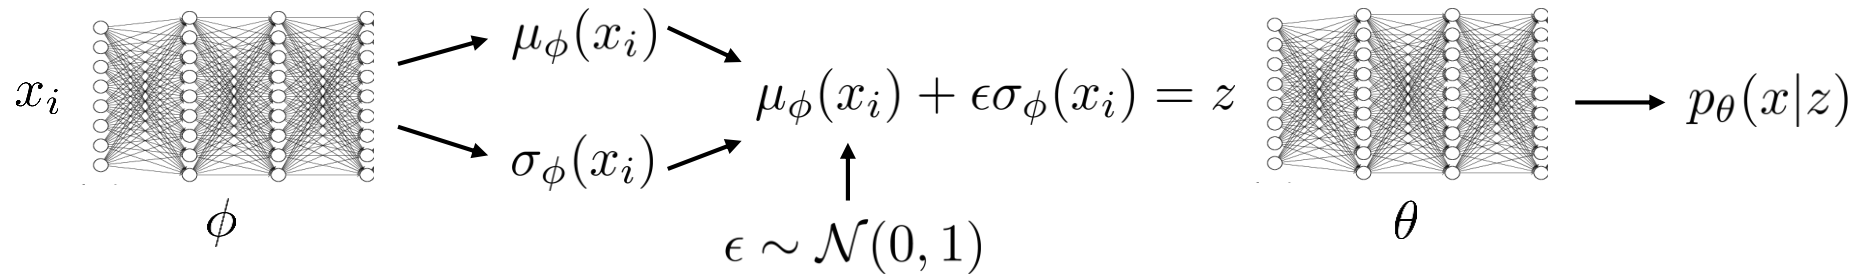 x_i
ϕ
μ_ϕ(x_i)
σ_ϕ(x_i)
μ_ϕ(x_i) + ϵσ_ϕ(x_i) = z
ϵ ∼ 𝒩(0, 1)
θ
p_θ(x|z)